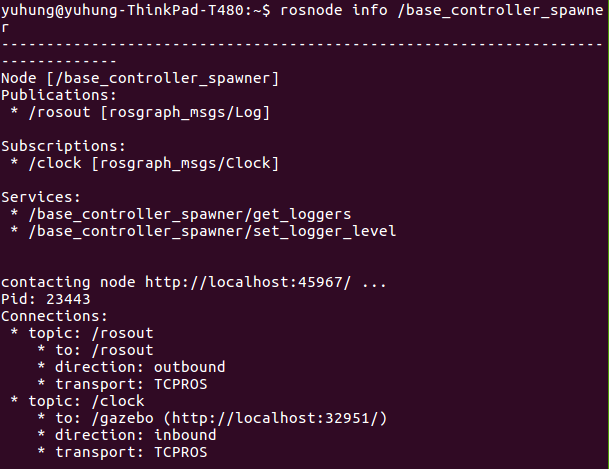 yuhung@yuhung-ThinkPad-T480:~$ rosnode info /base_controller_spawne
r
--------------------------------------------------------------------
-------------
Node [/base_controller_spawner]
Publications:
 * /rosout [rosgraph_msgs/Log]

Subscriptions:
 * /clock [rosgraph_msgs/Clock]

Services:
 * /base_controller_spawner/get_loggers
 * /base_controller_spawner/set_logger_level


contacting node http://localhost:45967/ ...
Pid: 23443
Connections:
 * topic: /rosout
    * to: /rosout
    * direction: outbound
    * transport: TCPROS
 * topic: /clock
    * to: /gazebo (http://localhost:32951/)
    * direction: inbound
    * transport: TCPROS